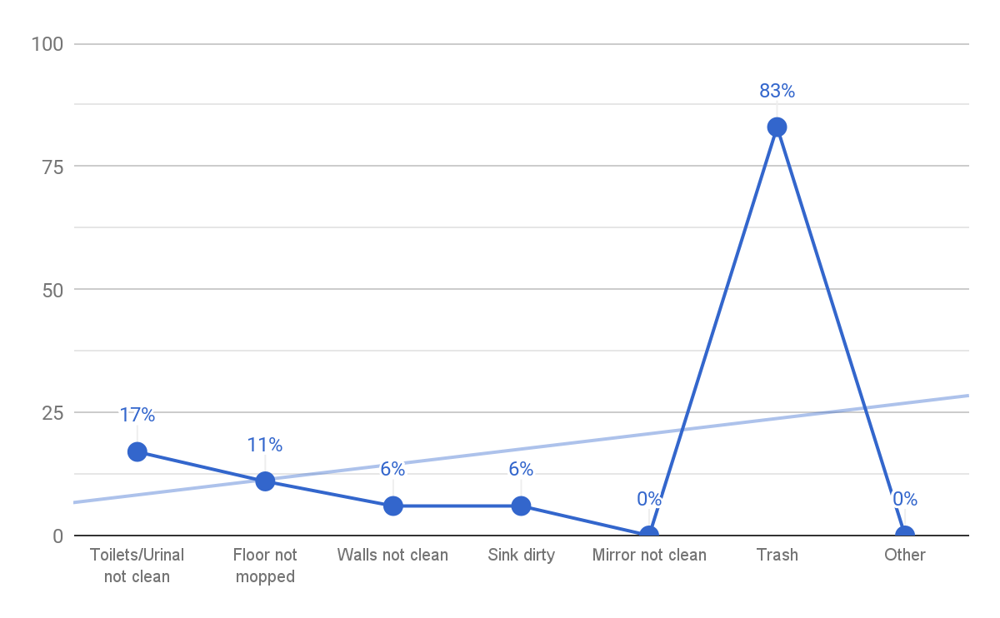 100
75
50
25
0
17%
11%
6%
6%
0%
83%
0%
Toilets/Urinal
not clean
Floor not
mopped
Walls not clean
Sink dirty
Mirror not clean
Trash
Other